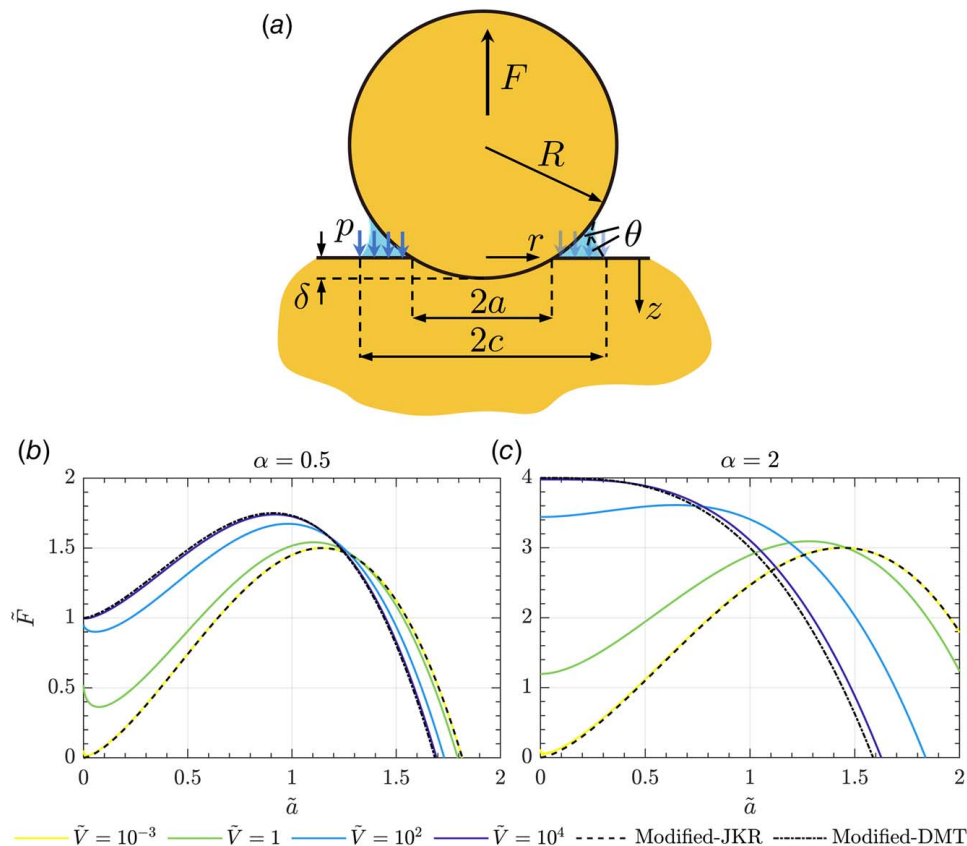 (a)
F
R
p
r
θ
δ
2a
z
2c
(b)
α = 0.5
2
1.5
1
0.5
0
F̃
0
0.5
1
1.5
2
ã
(c)
α = 2
4
3
2
1
0
0
0.5
1
1.5
2
ã
Ṽ = 10⁻³
Ṽ = 1
Ṽ = 10²
Ṽ = 10⁴
Modified-JKR
Modified-DMT